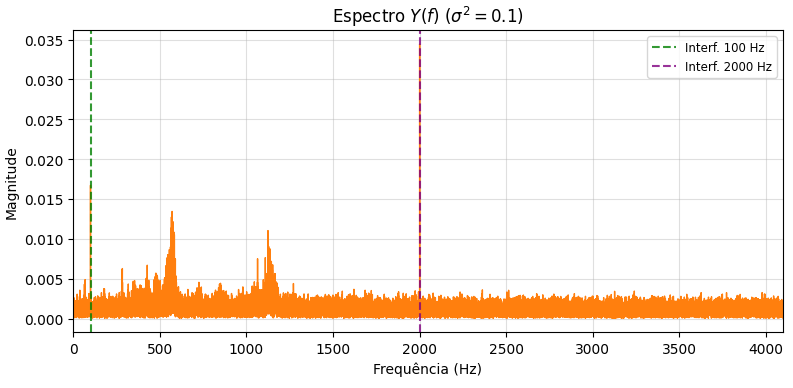 Espectro Y(f) (σ² = 0.1)
Interf. 100 Hz
Interf. 2000 Hz
Magnitude
0.035
0.030
0.025
0.020
0.015
0.010
0.005
0.000
0 500 1000 1500 2000 2500 3000 3500 4000
Frequência (Hz)